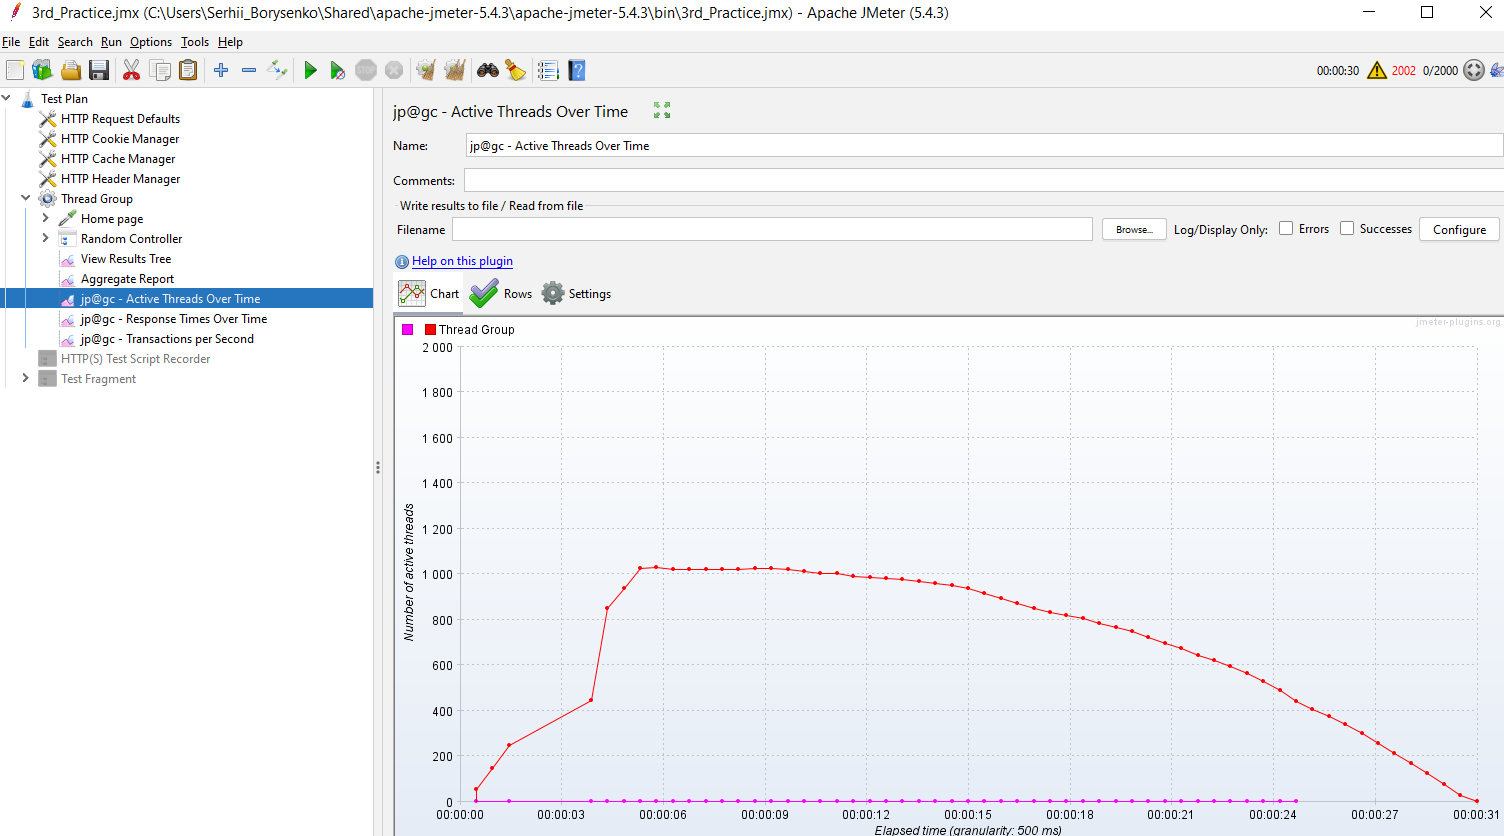 3rd_Practice.jmx (C:\Users\Serhii_Borysenko\Shared\apache-jmeter-5.4.3\apache-jmeter-5.4.3\bin\3rd_Practice.jmx) - Apache JMeter (5.4.3)
File Edit Search Run Options Tools Help
STOP ? 00:00:30 2002 0/2000
Test Plan
HTTP Request Defaults
HTTP Cookie Manager
HTTP Cache Manager
HTTP Header Manager
Thread Group
Home page
Random Controller
View Results Tree
Aggregate Report
jp@gc - Active Threads Over Time
jp@gc - Response Times Over Time
jp@gc - Transactions per Second
HTTP(S) Test Script Recorder
Test Fragment
jp@gc - Active Threads Over Time
Name: jp@gc - Active Threads Over Time
Comments:
Write results to file / Read from file
Filename Browse... Log/Display Only: Errors Successes Configure
Help on this plugin
Chart Rows Settings
Thread Group
jmeter-plugins.org
2 000
1 800
1 600
1 400
1 200
1 000
800
600
400
200
0
Number of active threads
00:00:00 00:00:03 00:00:06 00:00:09 00:00:12 00:00:15 00:00:18 00:00:21 00:00:24 00:00:27 00:00:31
Elapsed time (granularity: 500 ms)